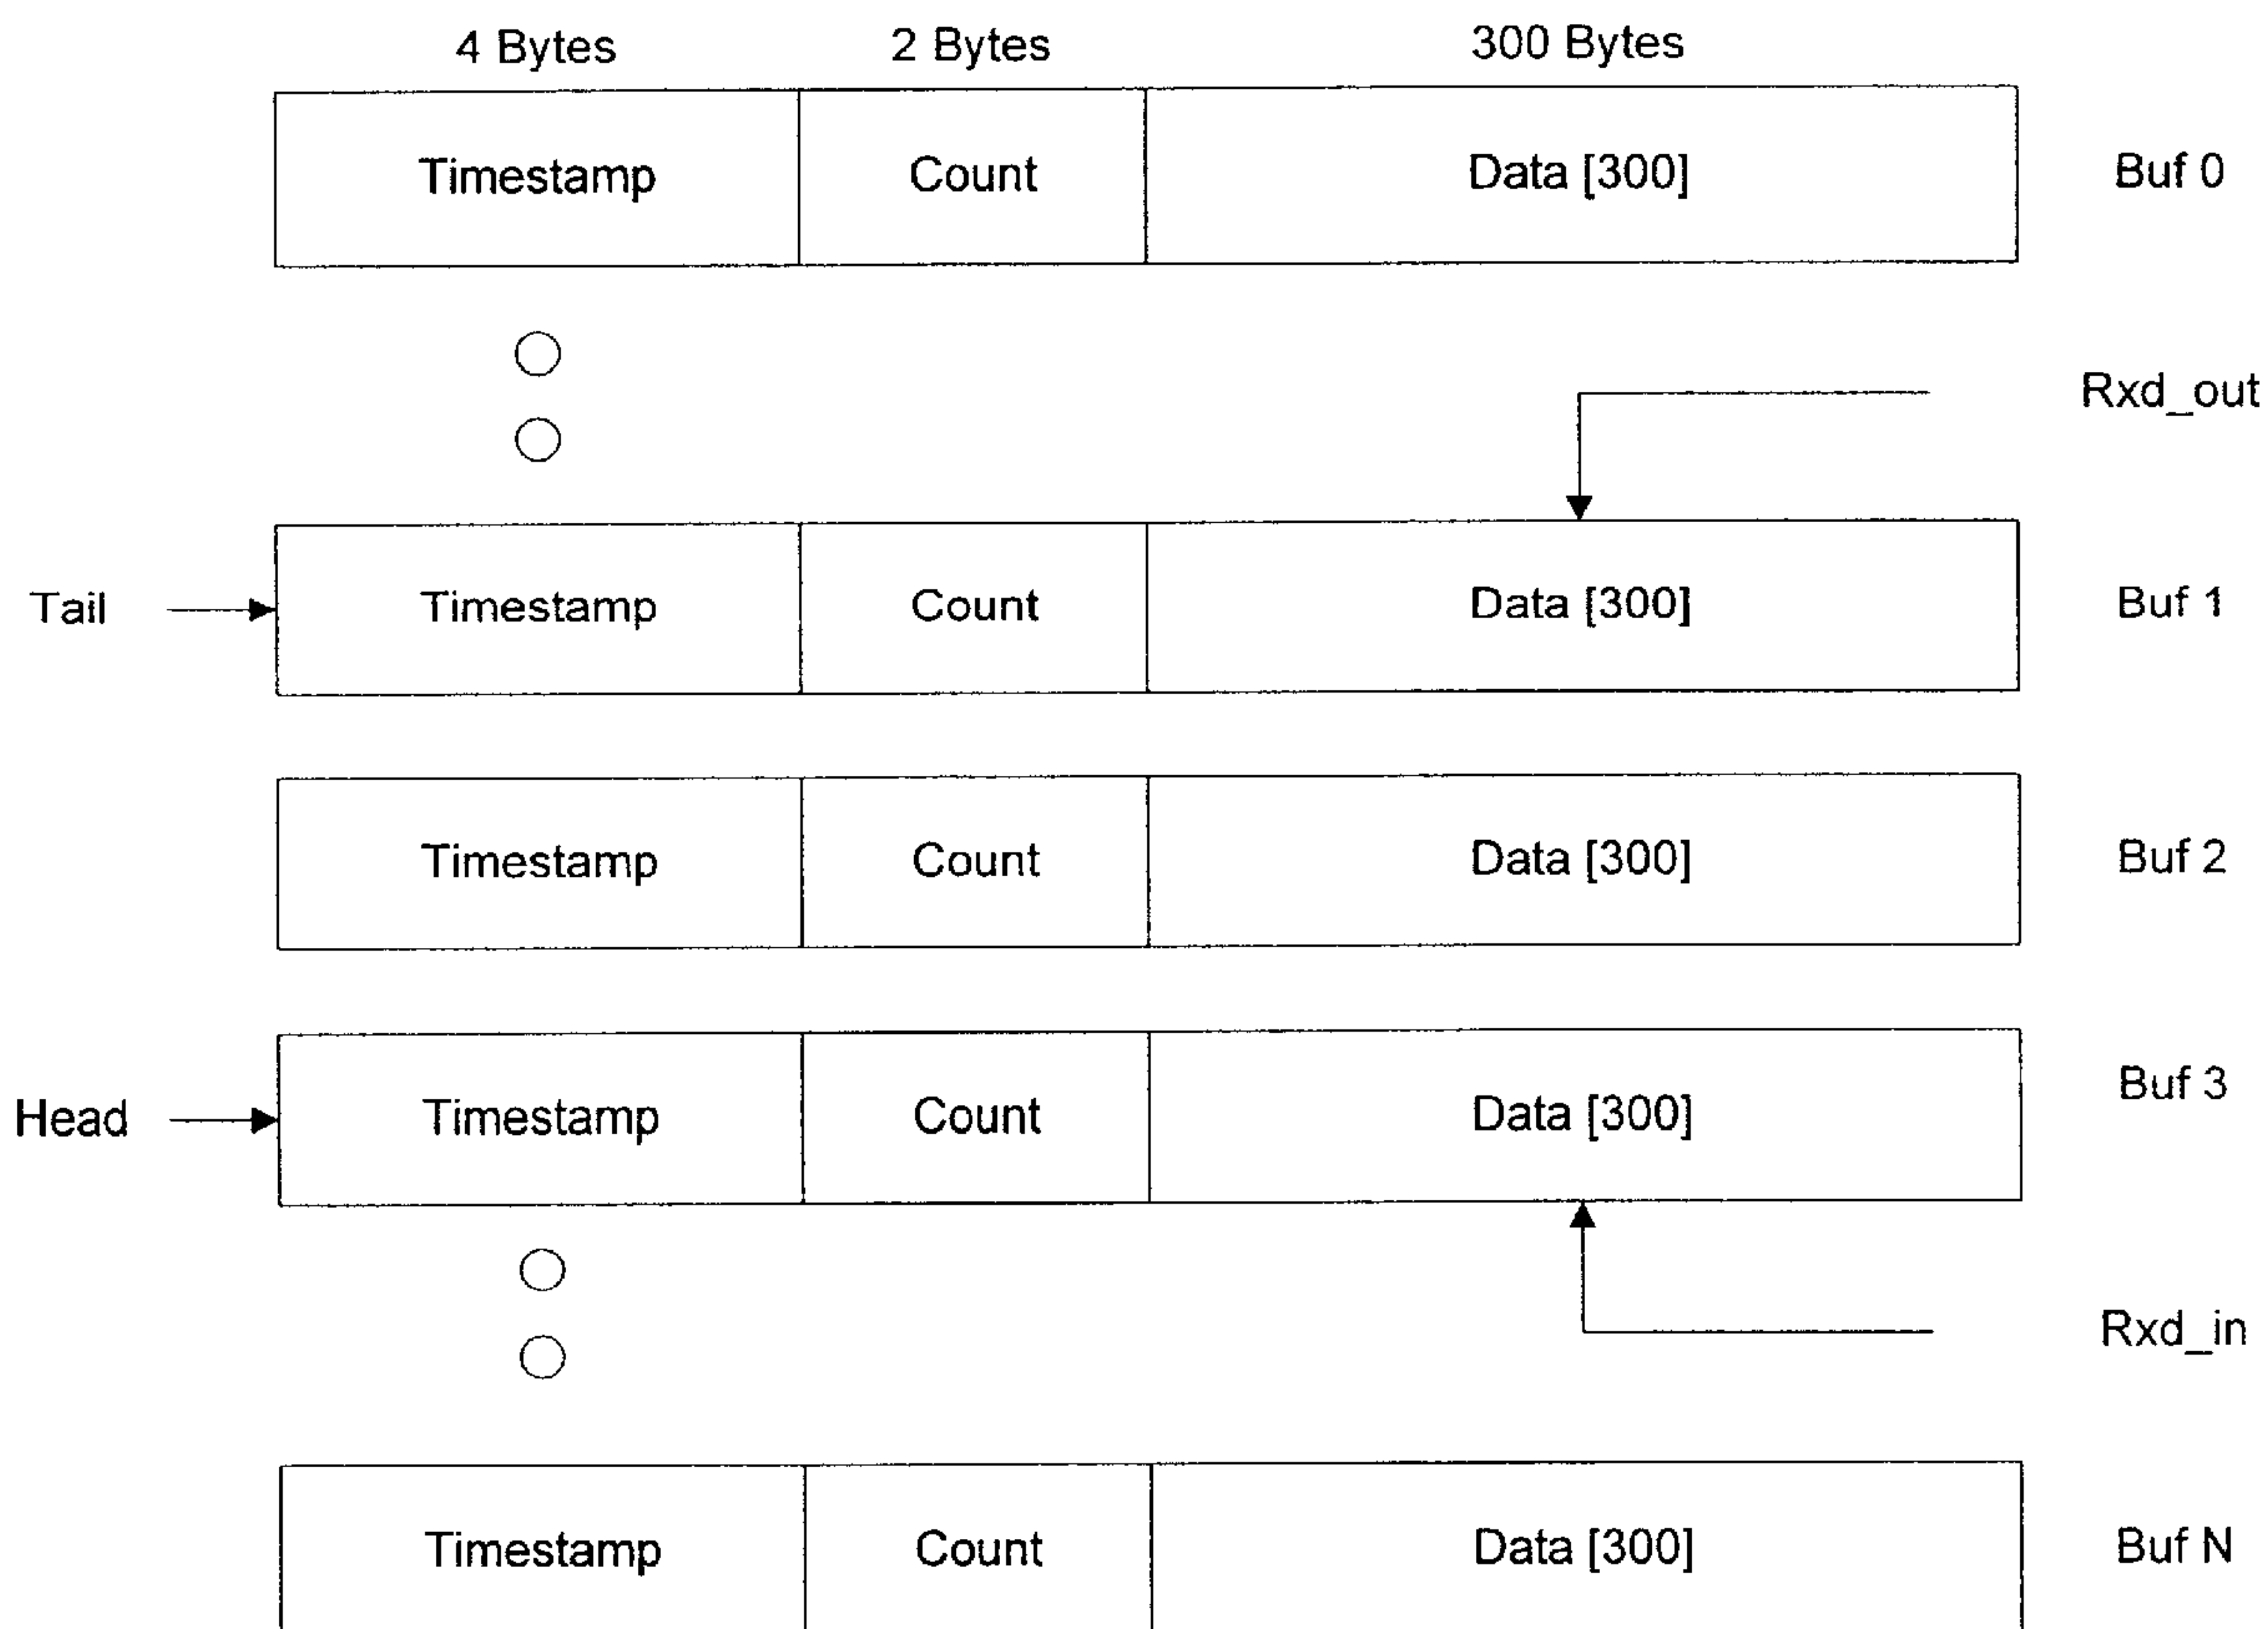 4 Bytes 2 Bytes 300 Bytes
Timestamp Count Data [300] Buf 0
Rxd_out
Tail Timestamp Count Data [300] Buf 1
Timestamp Count Data [300] Buf 2
Head Timestamp Count Data [300] Buf 3
Rxd_in
Timestamp Count Data [300] Buf N